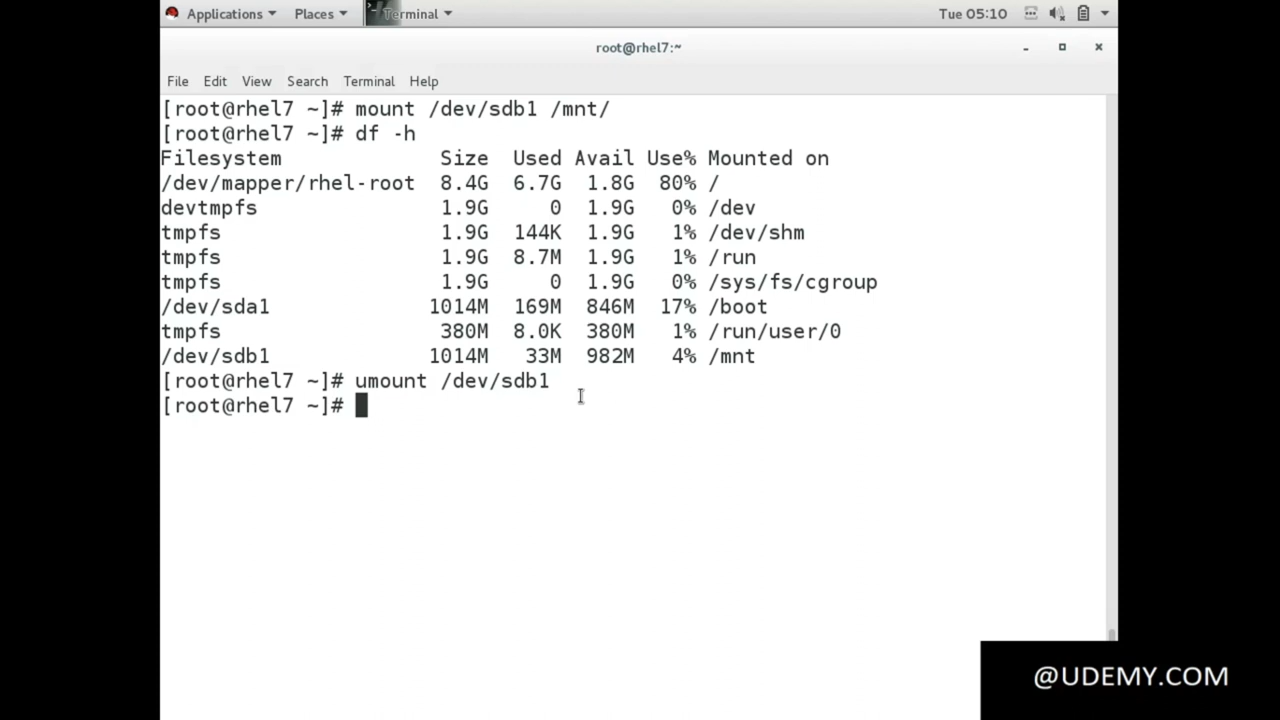 Applications Places Terminal Tue 05:10
root@rhel7:~
File Edit View Search Terminal Help
[root@rhel7 ~]# mount /dev/sdb1 /mnt/
[root@rhel7 ~]# df -h
Filesystem Size Used Avail Use% Mounted on
/dev/mapper/rhel-root 8.4G 6.7G 1.8G 80% /
devtmpfs 1.9G 0 1.9G 0% /dev
tmpfs 1.9G 144K 1.9G 1% /dev/shm
tmpfs 1.9G 8.7M 1.9G 1% /run
tmpfs 1.9G 0 1.9G 0% /sys/fs/cgroup
/dev/sda1 1014M 169M 846M 17% /boot
tmpfs 380M 8.0K 380M 1% /run/user/0
/dev/sdb1 1014M 33M 982M 4% /mnt
[root@rhel7 ~]# umount /dev/sdb1
[root@rhel7 ~]#
@UDEMY.COM